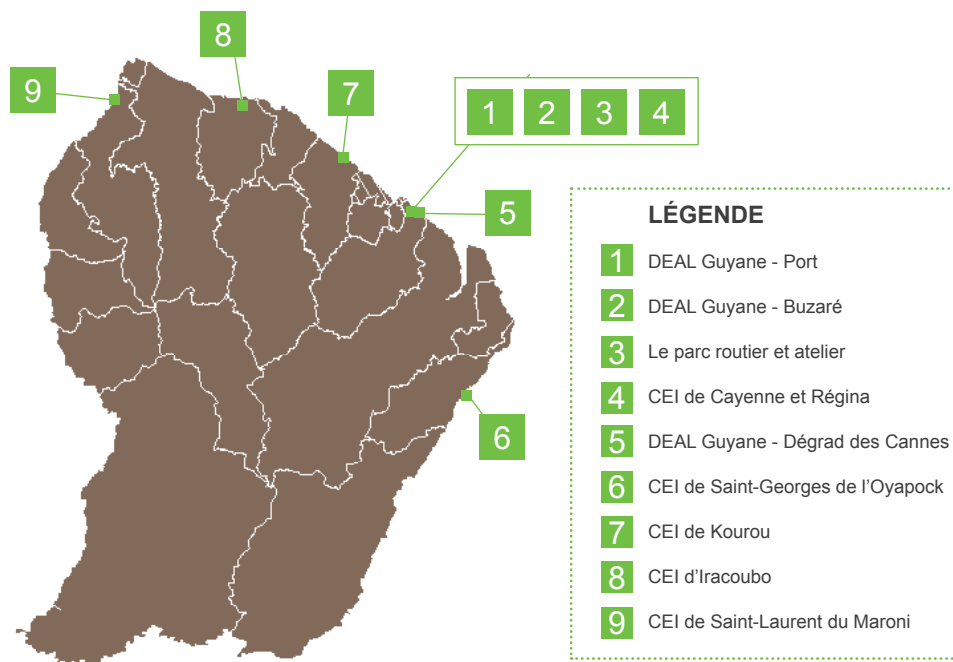 8
9
7
1 2 3 4
5
6
LÉGENDE
1 DEAL Guyane - Port
2 DEAL Guyane - Buzaré
3 Le parc routier et atelier
4 CEI de Cayenne et Régina
5 DEAL Guyane - Dégrad des Cannes
6 CEI de Saint-Georges de l’Oyapock
7 CEI de Kourou
8 CEI d’Iracoubo
9 CEI de Saint-Laurent du Maroni